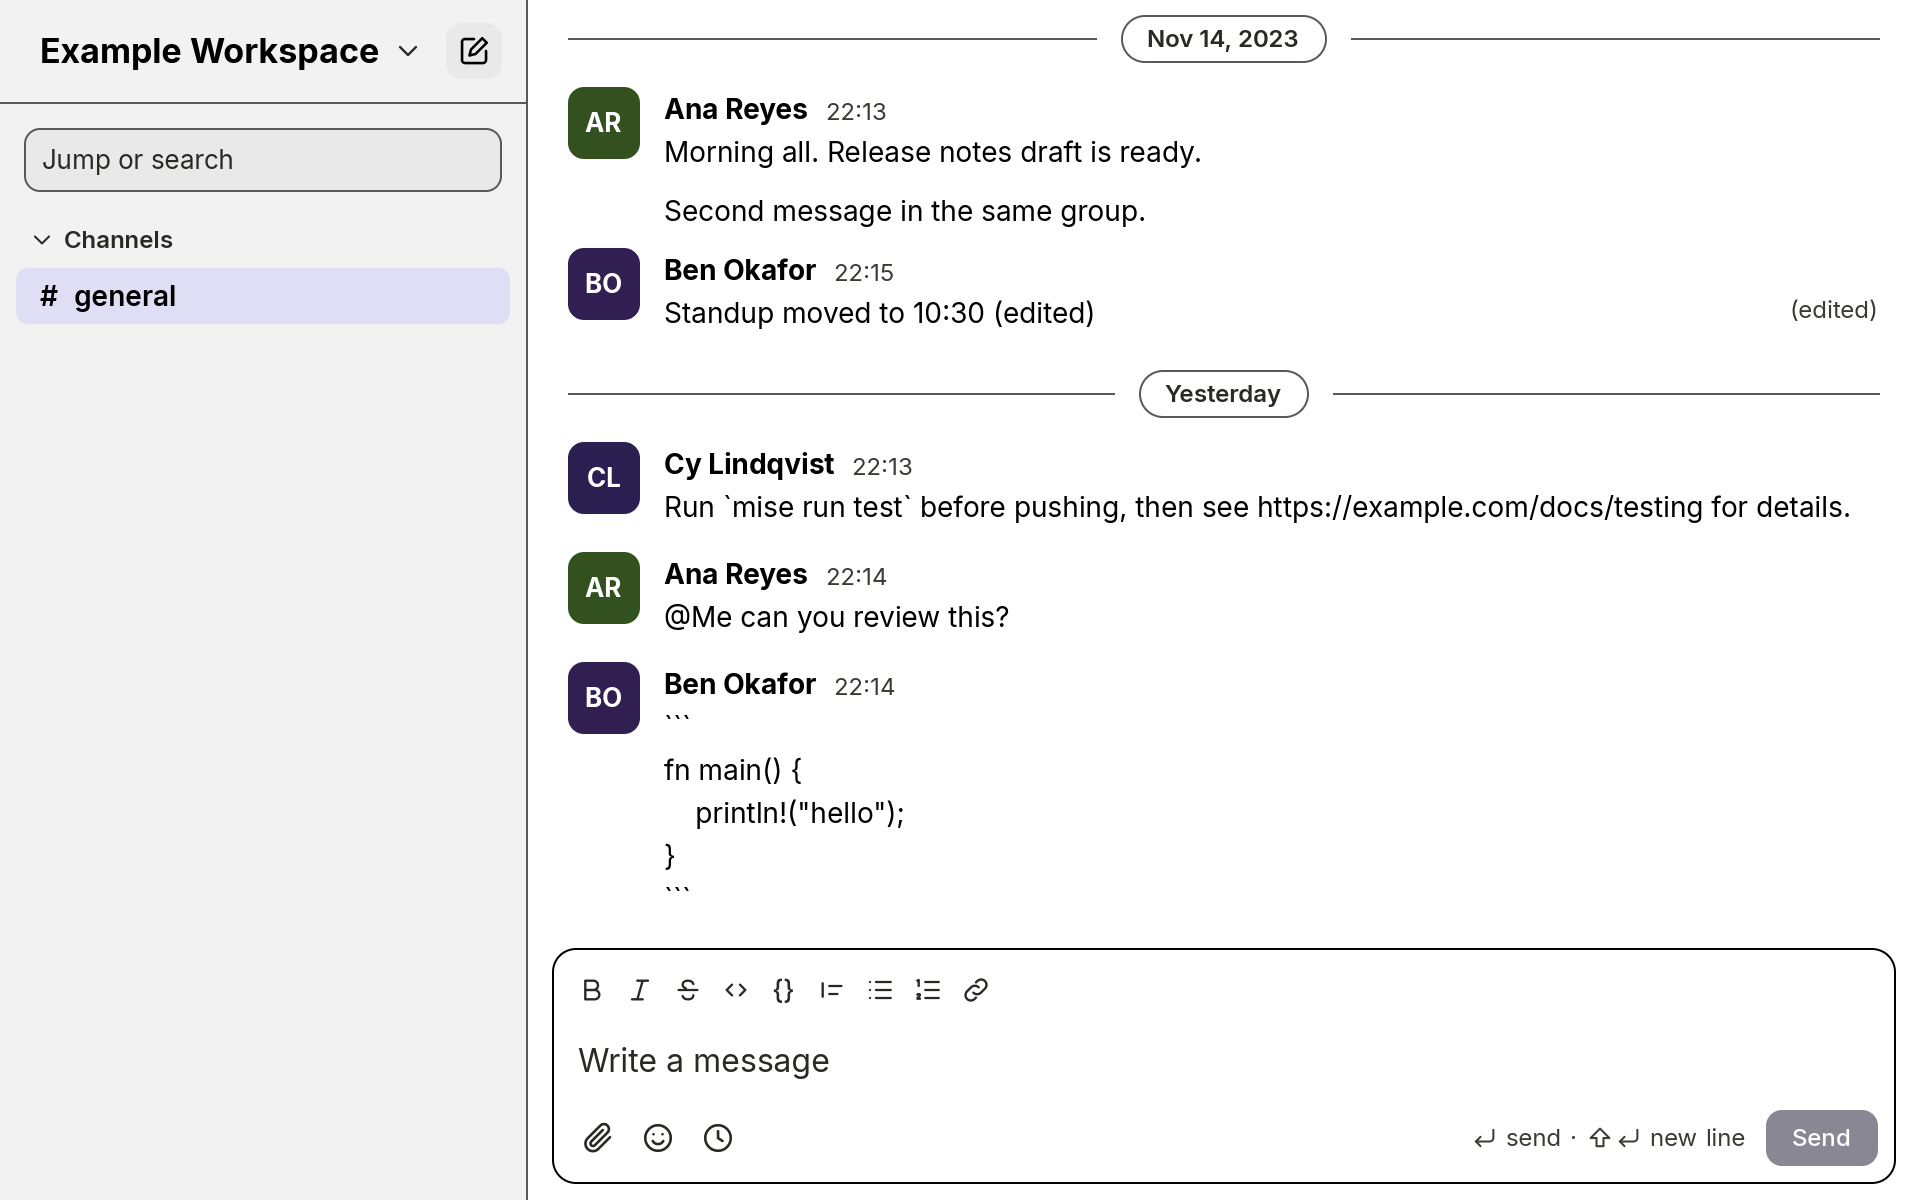 Example Workspace
Jump or search
Channels
# general
Nov 14, 2023
AR
Ana Reyes 22:13
Morning all. Release notes draft is ready.
Second message in the same group.
BO
Ben Okafor 22:15
Standup moved to 10:30 (edited)
(edited)
Yesterday
CL
Cy Lindqvist 22:13
Run `mise run test` before pushing, then see https://example.com/docs/testing for details.
AR
Ana Reyes 22:14
@Me can you review this?
BO
Ben Okafor 22:14
```
fn main() {
    println!("hello");
}
```
Write a message
send · new line
Send